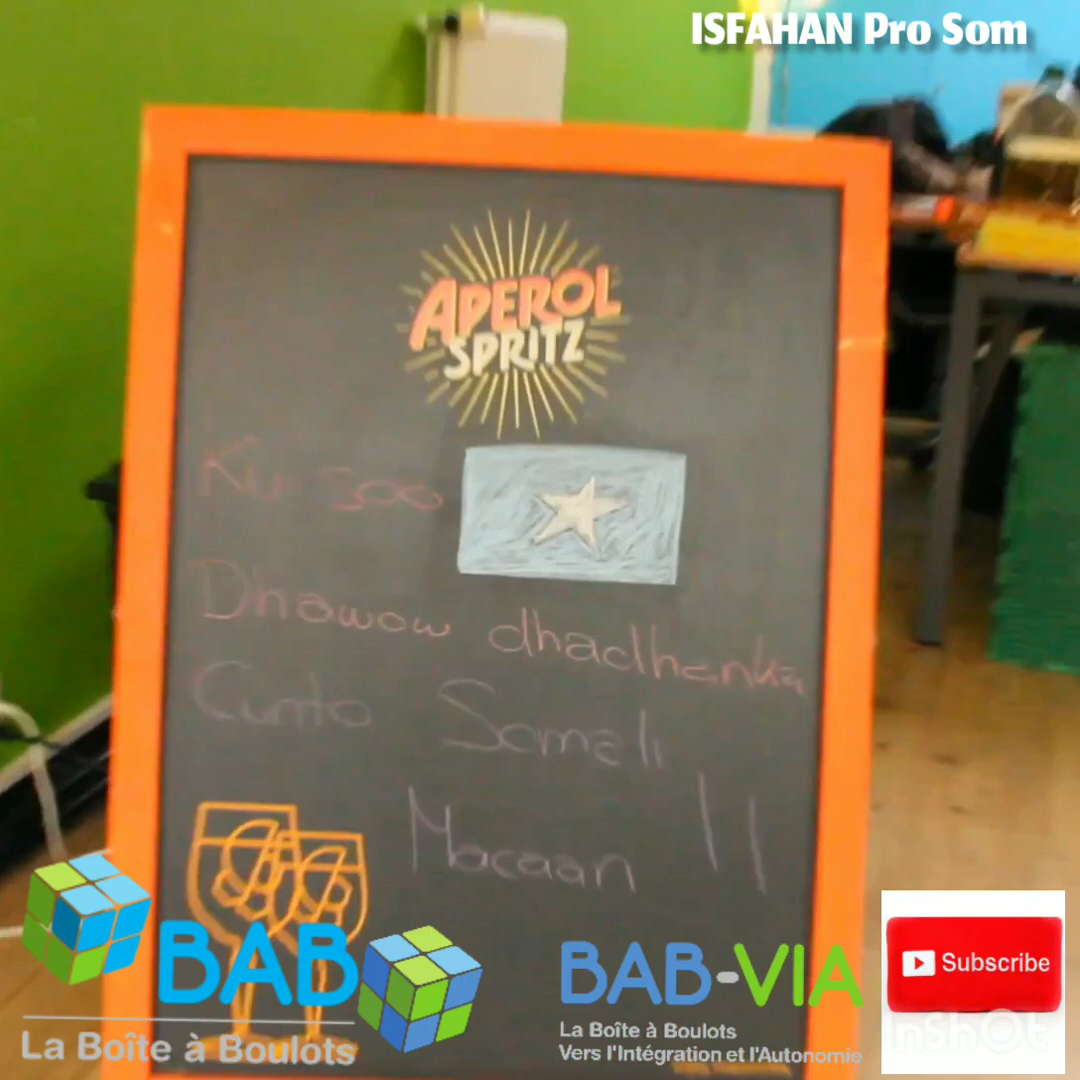 ISFAHAN Pro Som
APEROL
SPRITZ
Ku soo
Dhawow dhadhanka
Cunto Somali
Macaan !!
BAB
La Boîte à Boulots
BAB-VIA
La Boîte à Boulots
Vers l'Intégration et l'Autonomie
Subscribe
InShOt